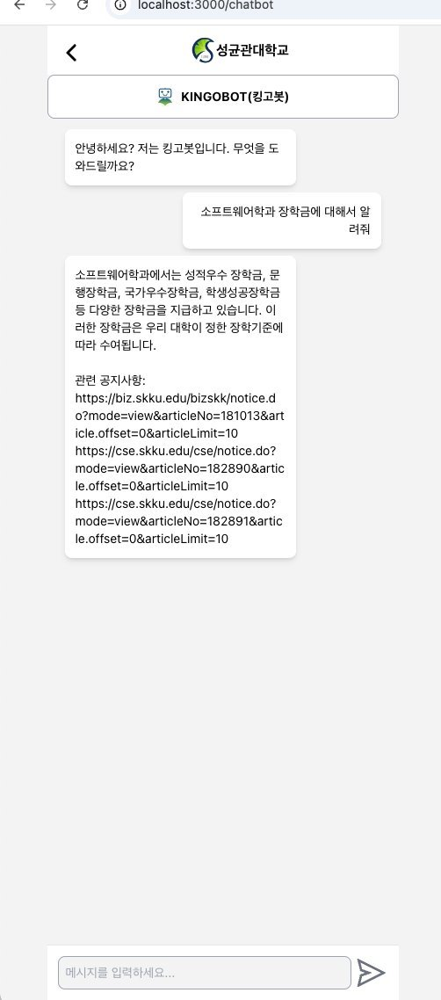 localhost:3000/chatbot
성균관대학교
KINGOBOT(킹고봇)
안녕하세요? 저는 킹고봇입니다. 무엇을 도
와드릴까요?
소프트웨어학과 장학금에 대해서 알
려줘
소프트웨어학과에서는 성적우수 장학금, 문
행장학금, 국가우수장학금, 학생성공장학금
등 다양한 장학금을 지급하고 있습니다. 이
러한 장학금은 우리 대학이 정한 장학기준에
따라 수여됩니다.
관련 공지사항:
https://biz.skku.edu/bizskk/notice.d
o?mode=view&articleNo=181013&art
icle.offset=0&articleLimit=10
https://cse.skku.edu/cse/notice.do?
mode=view&articleNo=182890&artic
le.offset=0&articleLimit=10
https://cse.skku.edu/cse/notice.do?
mode=view&articleNo=182891&artic
le.offset=0&articleLimit=10
메시지를 입력하세요...